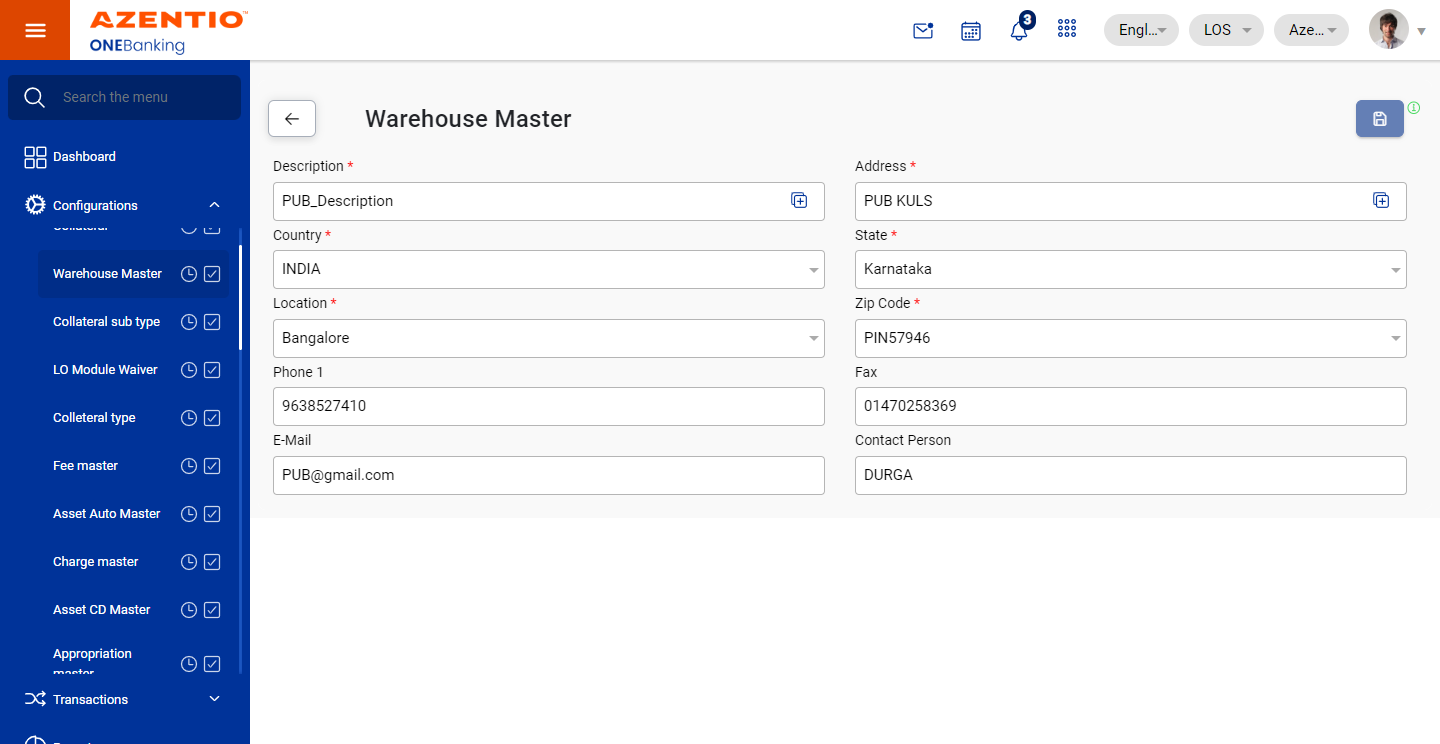 AZENTIO™
ONEBanking
3
Engl...
LOS
Aze...
Search the menu
Dashboard
Configurations
Collateral
Warehouse Master
Collateral sub type
LO Module Waiver
Colleteral type
Fee master
Asset Auto Master
Charge master
Asset CD Master
Appropriation
master
Transactions
Warehouse Master
Description *
Address *
PUB_Description
PUB KULS
Country *
State *
INDIA
Karnataka
Location *
Zip Code *
Bangalore
PIN57946
Phone 1
Fax
9638527410
01470258369
E-Mail
Contact Person
PUB@gmail.com
DURGA